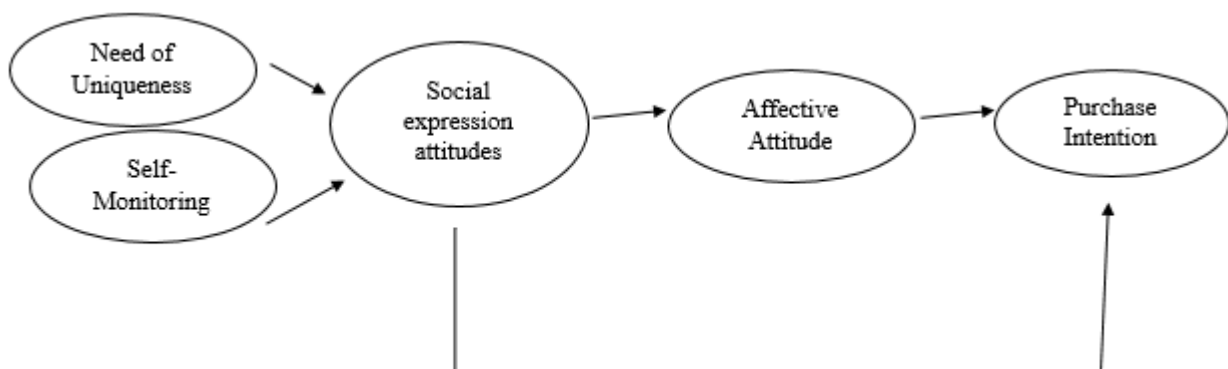 Need of
Uniqueness
Self-
Monitoring
Social
expression
attitudes
Affective
Attitude
Purchase
Intention